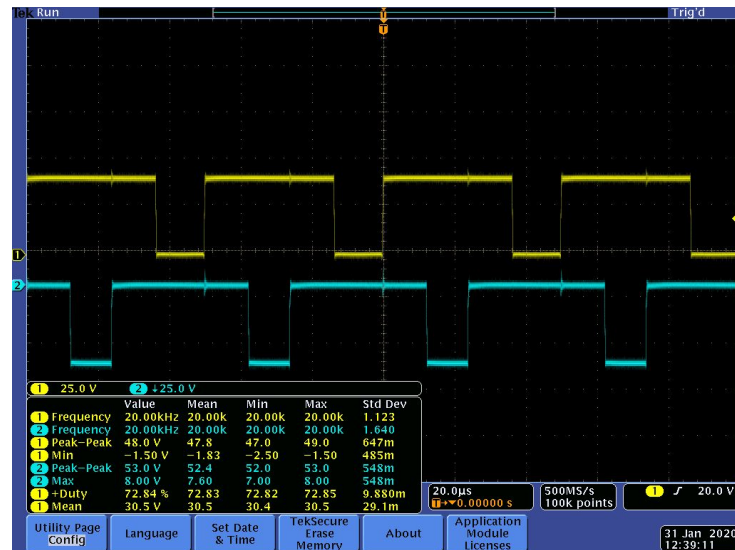 Tek Run Trig'd
T
T
1
2
1 25.0 V 2 ↓25.0 V
Value Mean Min Max Std Dev
1 Frequency 20.00kHz 20.00k 20.00k 20.00k 1.123
2 Frequency 20.00kHz 20.00k 20.00k 20.00k 1.640
1 Peak-Peak 48.0 V 47.8 47.0 49.0 647m
1 Min -1.50 V -1.83 -2.50 -1.50 485m
2 Peak-Peak 53.0 V 52.4 52.0 53.0 548m
2 Max 8.00 V 7.60 7.00 8.00 548m
1 +Duty 72.84 % 72.83 72.82 72.85 9.880m
1 Mean 30.5 V 30.5 30.4 30.5 29.1m
20.0µs
T→▼0.00000 s
500MS/s
100k points
1 ƒ 20.0 V
Utility Page
Config
Language
Set Date
& Time
TekSecure
Erase
Memory
About
Application
Module
Licenses
31 Jan 2020
12:39:11